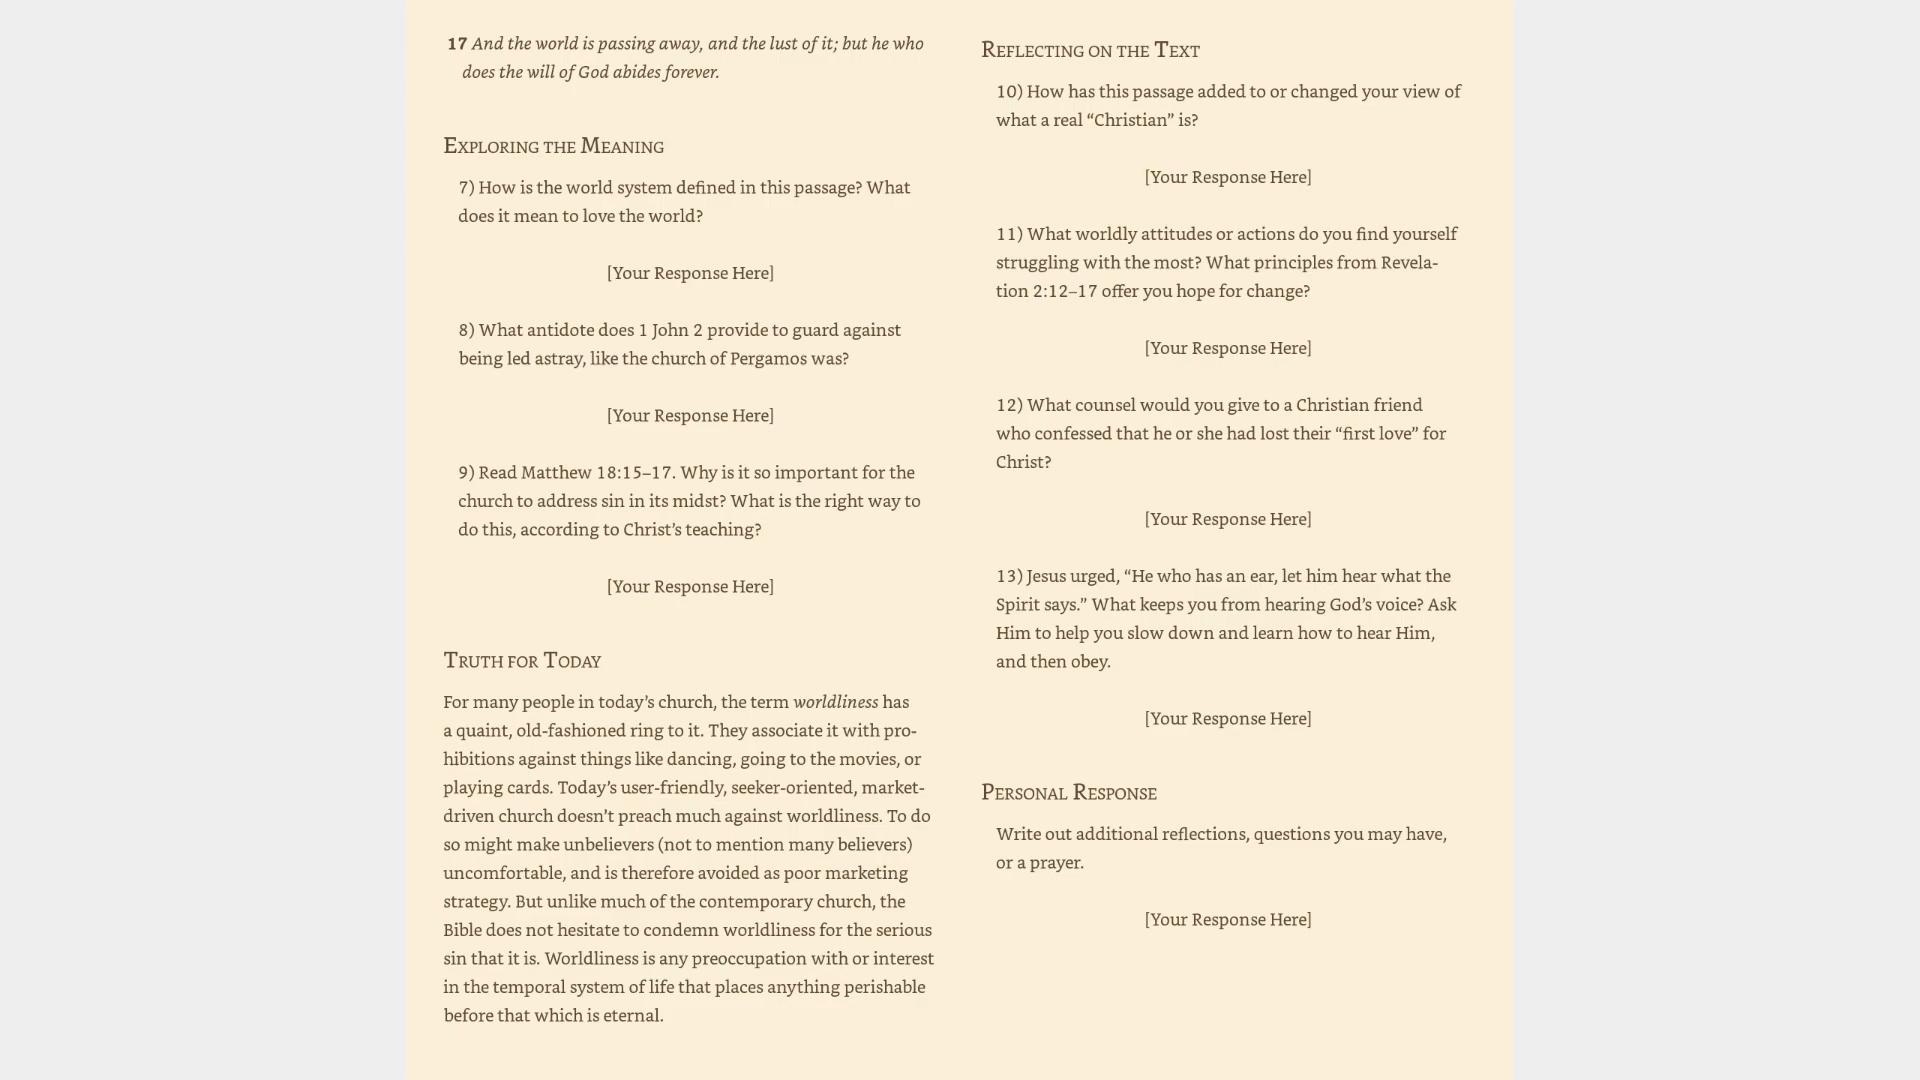 17 And the world is passing away, and the lust of it; but he who
does the will of God abides forever.
Exploring the Meaning
7) How is the world system defined in this passage? What
does it mean to love the world?
[Your Response Here]
8) What antidote does 1 John 2 provide to guard against
being led astray, like the church of Pergamos was?
[Your Response Here]
9) Read Matthew 18:15–17. Why is it so important for the
church to address sin in its midst? What is the right way to
do this, according to Christ’s teaching?
[Your Response Here]
Truth for Today
For many people in today’s church, the term worldliness has
a quaint, old-fashioned ring to it. They associate it with pro-
hibitions against things like dancing, going to the movies, or
playing cards. Today’s user-friendly, seeker-oriented, market-
driven church doesn’t preach much against worldliness. To do
so might make unbelievers (not to mention many believers)
uncomfortable, and is therefore avoided as poor marketing
strategy. But unlike much of the contemporary church, the
Bible does not hesitate to condemn worldliness for the serious
sin that it is. Worldliness is any preoccupation with or interest
in the temporal system of life that places anything perishable
before that which is eternal.
Reflecting on the Text
10) How has this passage added to or changed your view of
what a real “Christian” is?
[Your Response Here]
11) What worldly attitudes or actions do you find yourself
struggling with the most? What principles from Revela-
tion 2:12–17 offer you hope for change?
[Your Response Here]
12) What counsel would you give to a Christian friend
who confessed that he or she had lost their “first love” for
Christ?
[Your Response Here]
13) Jesus urged, “He who has an ear, let him hear what the
Spirit says.” What keeps you from hearing God’s voice? Ask
Him to help you slow down and learn how to hear Him,
and then obey.
[Your Response Here]
Personal Response
Write out additional reflections, questions you may have,
or a prayer.
[Your Response Here]